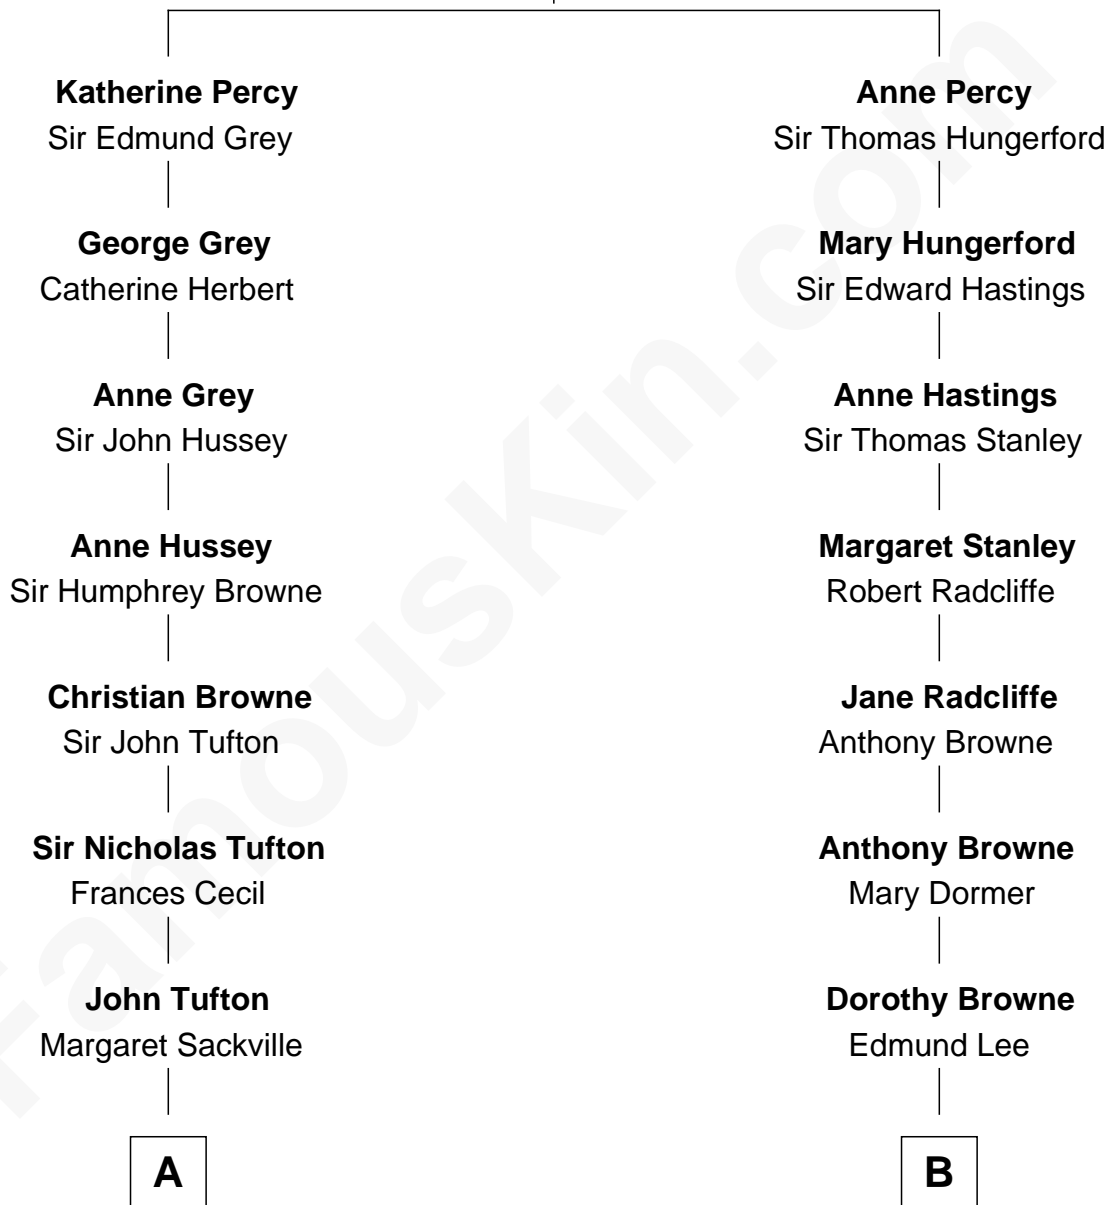 Katherine Percy
Sir Edmund Grey
George Grey
Catherine Herbert
Anne Grey
Sir John Hussey
Anne Hussey
Sir Humphrey Browne
Christian Browne
Sir John Tufton
Sir Nicholas Tufton
Frances Cecil
John Tufton
Margaret Sackville
A
Anne Percy
Sir Thomas Hungerford
Mary Hungerford
Sir Edward Hastings
Anne Hastings
Sir Thomas Stanley
Margaret Stanley
Robert Radcliffe
Jane Radcliffe
Anthony Browne
Anthony Browne
Mary Dormer
Dorothy Browne
Edmund Lee
B
FamousKin.com